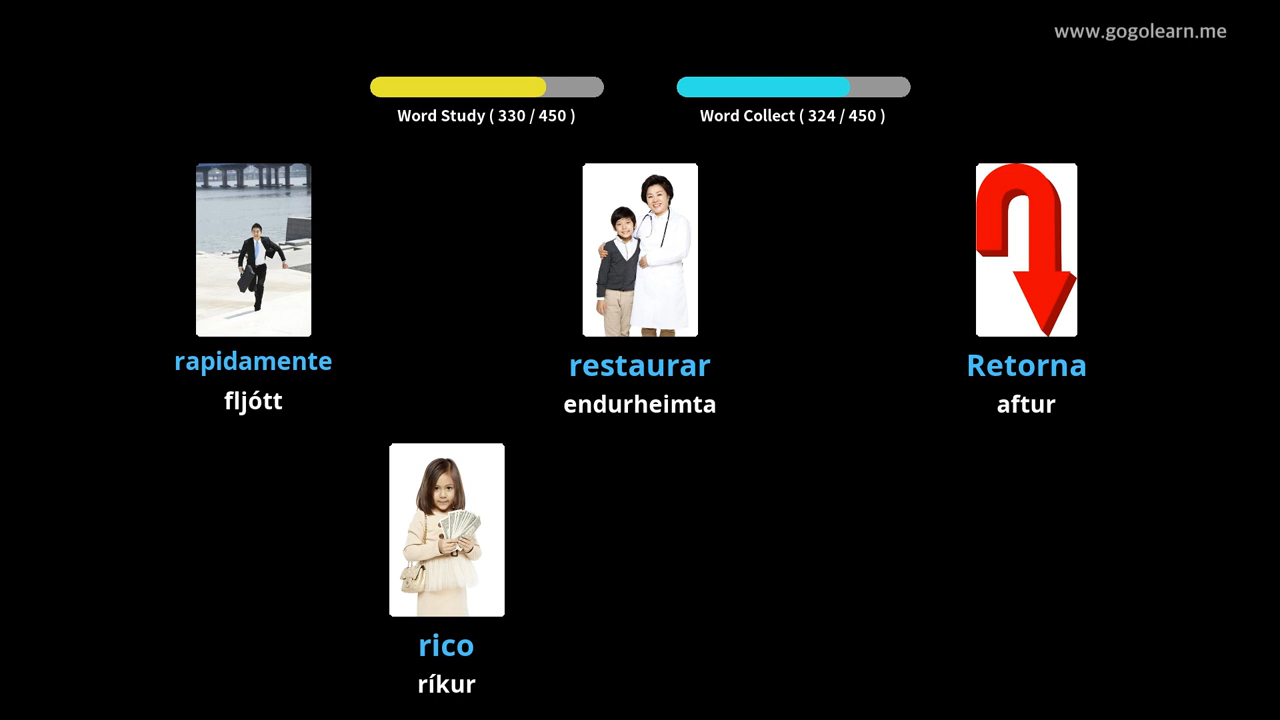 www.gogolearn.me
Word Study ( 330 / 450 )
Word Collect ( 324 / 450 )
rapidamente
fljótt
restaurar
endurheimta
Retorna
aftur
rico
ríkur